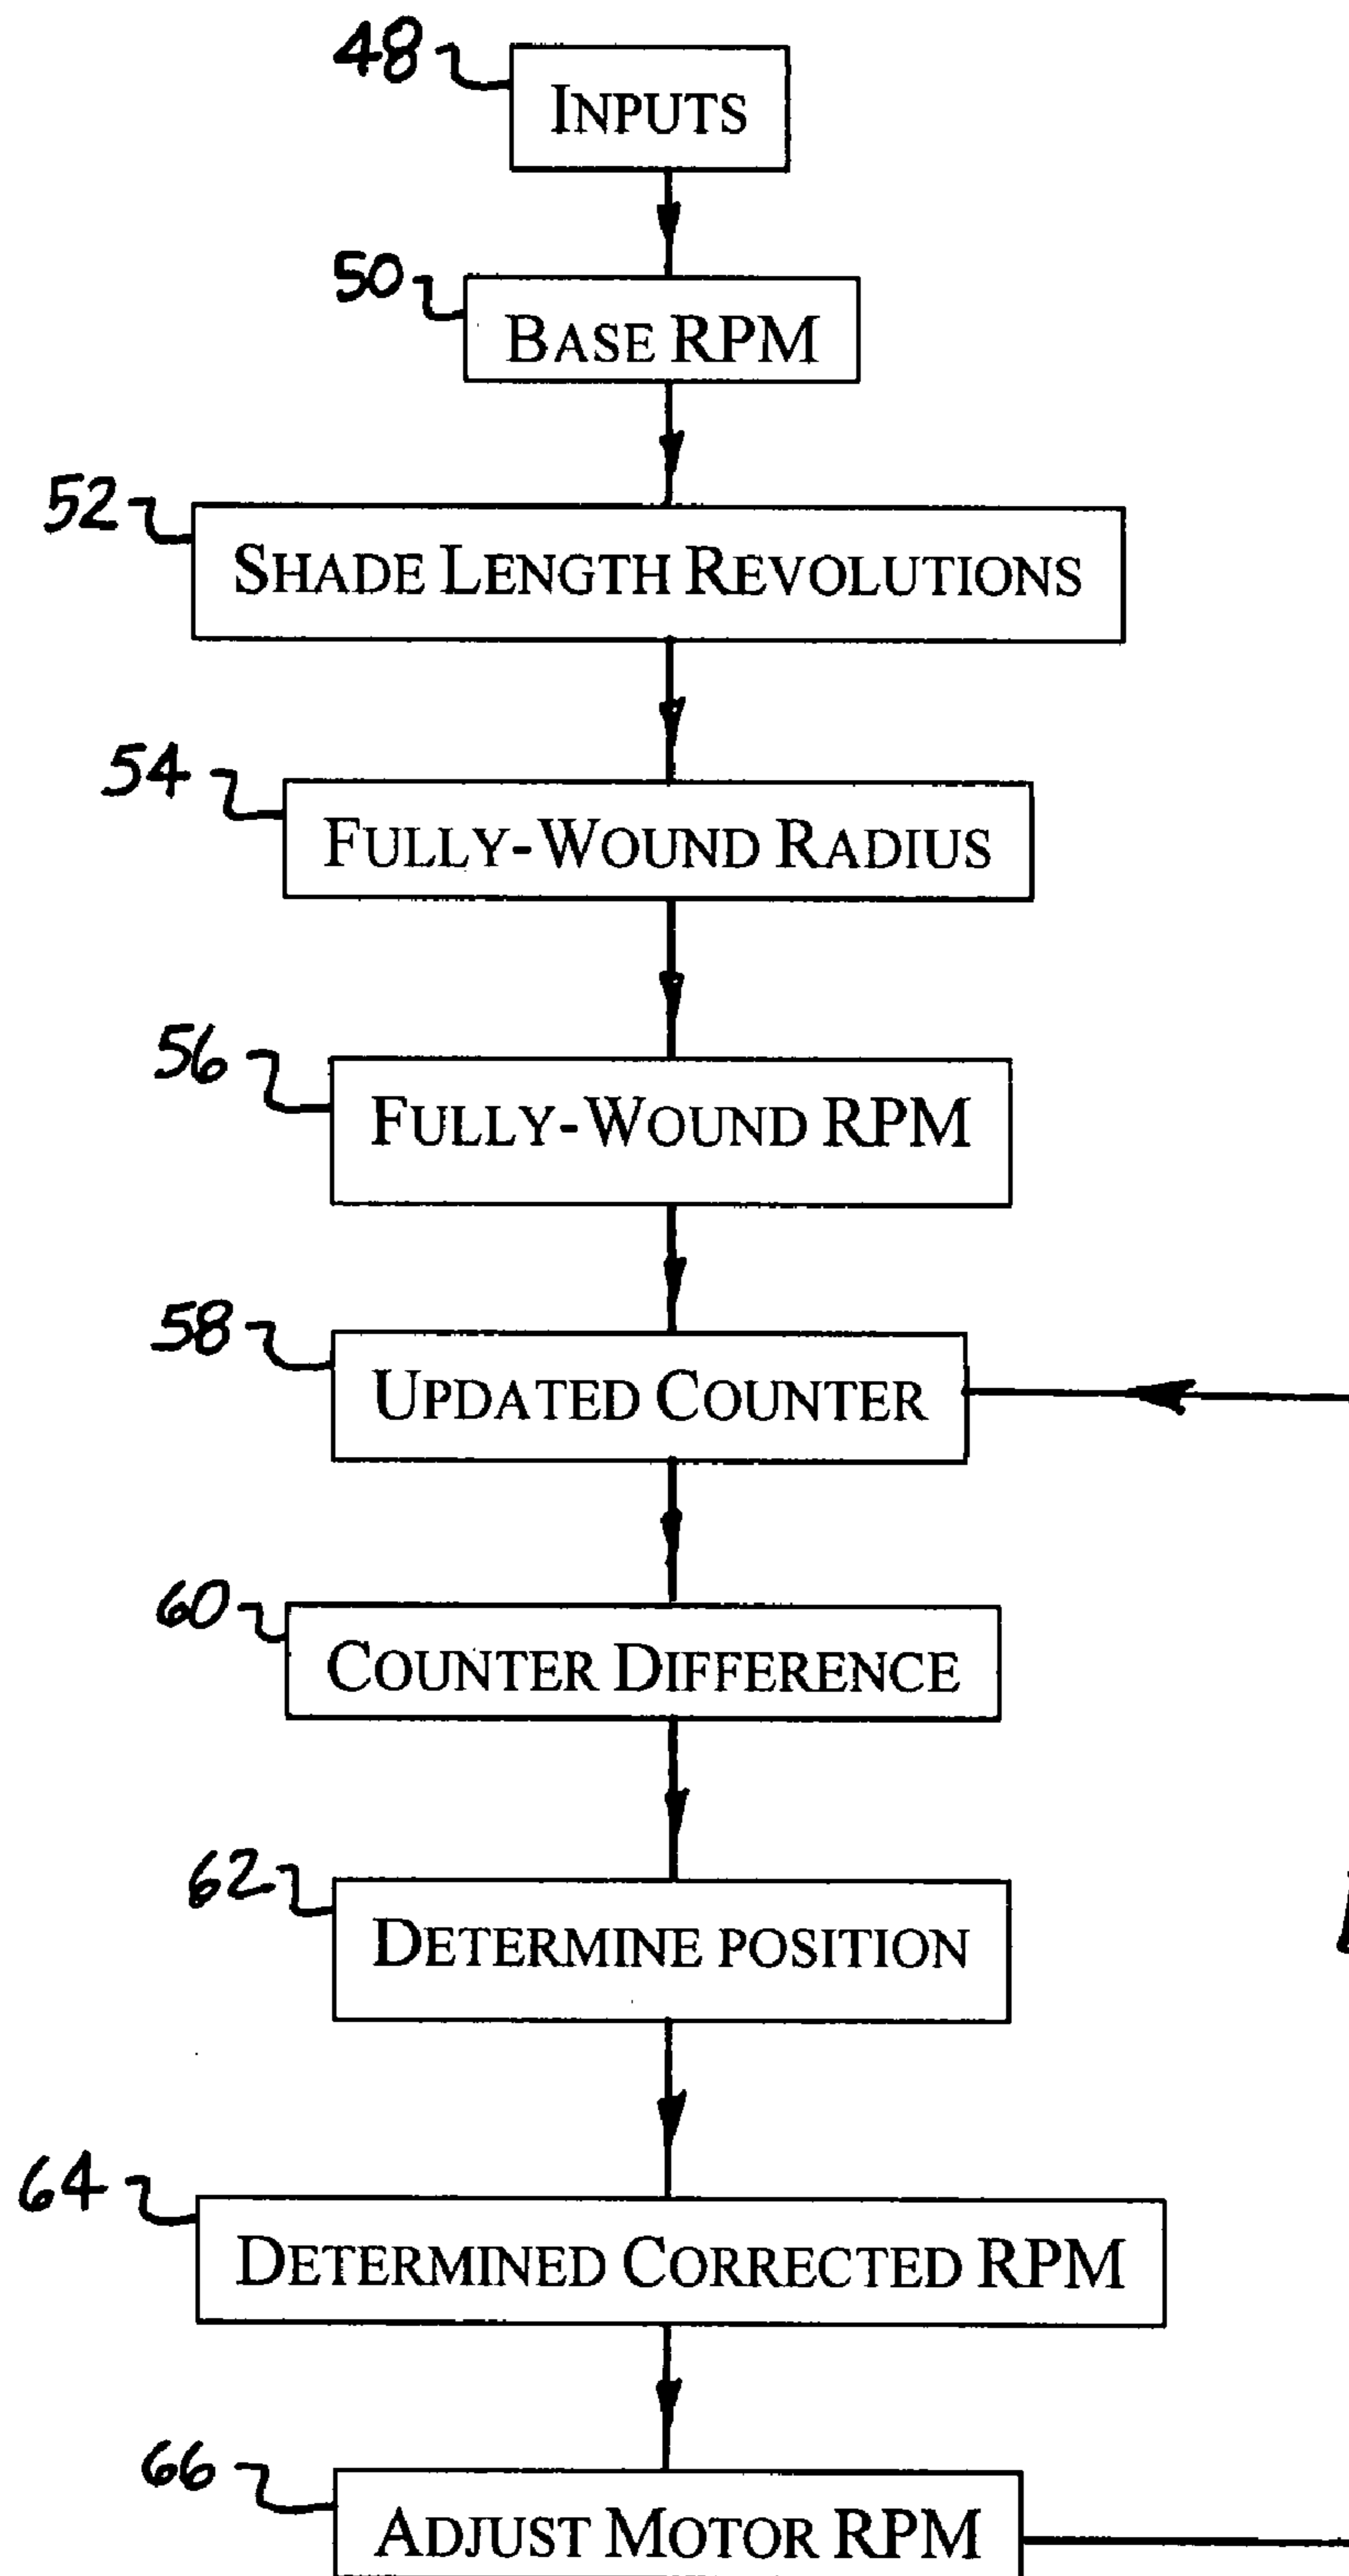 48
INPUTS
50
BASE RPM
52
SHADE LENGTH REVOLUTIONS
54
FULLY-WOUND RADIUS
56
FULLY-WOUND RPM
58
UPDATED COUNTER
60
COUNTER DIFFERENCE
62
DETERMINE POSITION
64
DETERMINED CORRECTED RPM
66
ADJUST MOTOR RPM